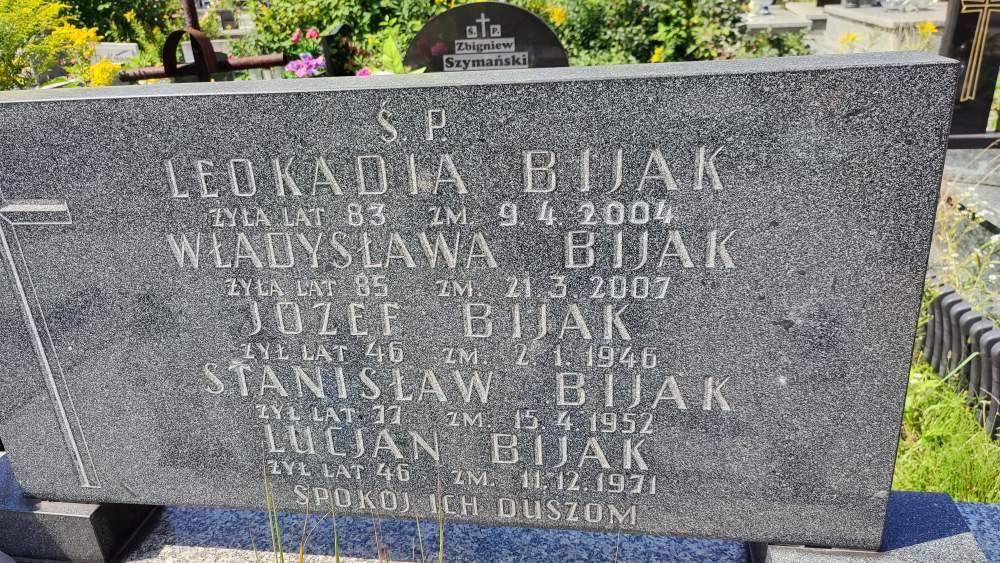 Ś. P.
Zbigniew
Szymański
Ś. P.
LEOKADIA BIJAK
ŻYŁA LAT 83 ZM. 9 4. 2004
WŁADYSŁAWA BIJAK
ŻYŁA LAT 85 ZM. 21. 3. 2007
JÓZEF BIJAK
ŻYŁ LAT 46 ZM. 2. 1. 1946
STANISŁAW BIJAK
ŻYŁ LAT 77 ZM. 15. 4. 1952
LUCJAN BIJAK
ŻYŁ LAT 46 ZM. 11. 12. 1971
SPOKÓJ ICH DUSZOM